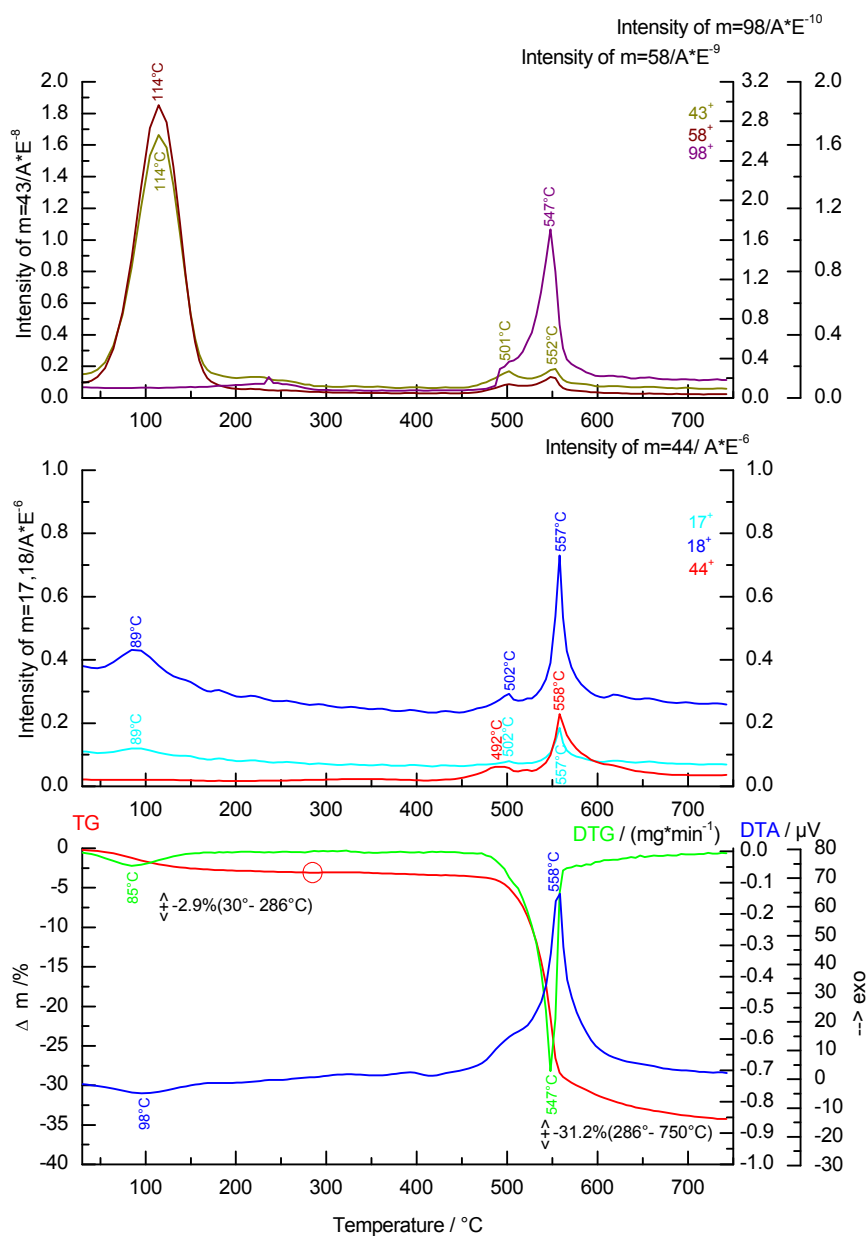 Intensity of m=98/A*E⁻¹⁰
Intensity of m=58/A*E⁻⁹
Intensity of m=43/A*E⁻⁸
2.0
1.8
1.6
1.4
1.2
1.0
0.8
0.6
0.4
0.2
0.0
114°C
114°C
501°C
547°C
552°C
43⁺
58⁺
98⁺
3.2
2.8
2.4
2.0
1.6
1.2
0.8
0.4
0.0
2.0
1.6
1.2
0.8
0.4
0.0
100 200 300 400 500 600 700
Intensity of m=44/ A*E⁻⁶
Intensity of m=17,18/A*E⁻⁶
1.0
0.8
0.6
0.4
0.2
0.0
89°C
89°C
502°C
492°C
502°C
557°C
558°C
557°C
17⁺
18⁺
44⁺
1.0
0.8
0.6
0.4
0.2
0.0
100 200 300 400 500 600 700
TG
DTG / (mg*min⁻¹)
DTA / µV
Δ m /%
0
-5
-10
-15
-20
-25
-30
-35
-40
85°C
<+> -2.9%(30°- 286°C)
98°C
558°C
547°C
<+> -31.2%(286°- 750°C)
0.0
-0.1
-0.2
-0.3
-0.4
-0.5
-0.6
-0.7
-0.8
-0.9
-1.0
80
70
60
50
40
30
20
10
0
-10
-20
-30
--> exo
100 200 300 400 500 600 700
Temperature / °C